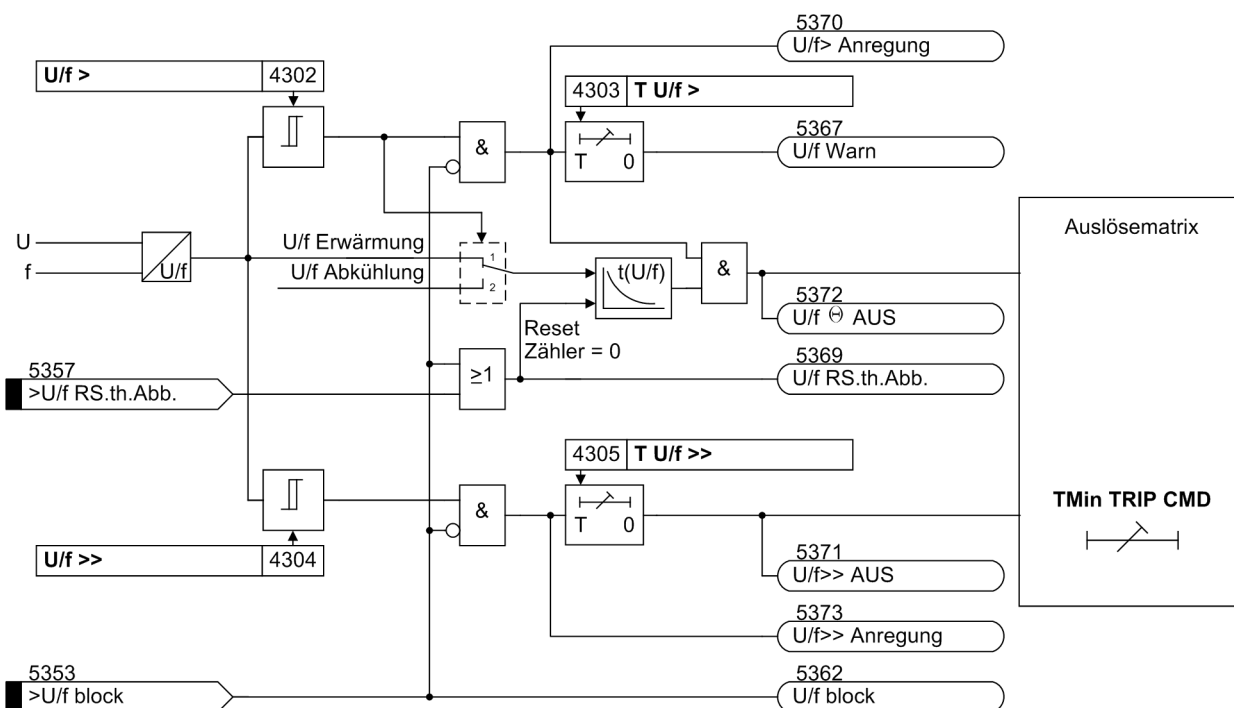 5370
U/f> Anregung
U/f > 4302
4303 T U/f >
5367
U/f Warn
&
T 0
Auslösematrix
U
f
U/f
U/f Erwärmung
U/f Abkühlung
1
2
t(U/f)
&
5372
U/f Θ AUS
Reset
Zähler = 0
5369
U/f RS.th.Abb.
5357
>U/f RS.th.Abb.
≥1
4305 T U/f >>
&
T 0
TMin TRIP CMD
U/f >> 4304
5371
U/f>> AUS
5373
U/f>> Anregung
5353
>U/f block
5362
U/f block